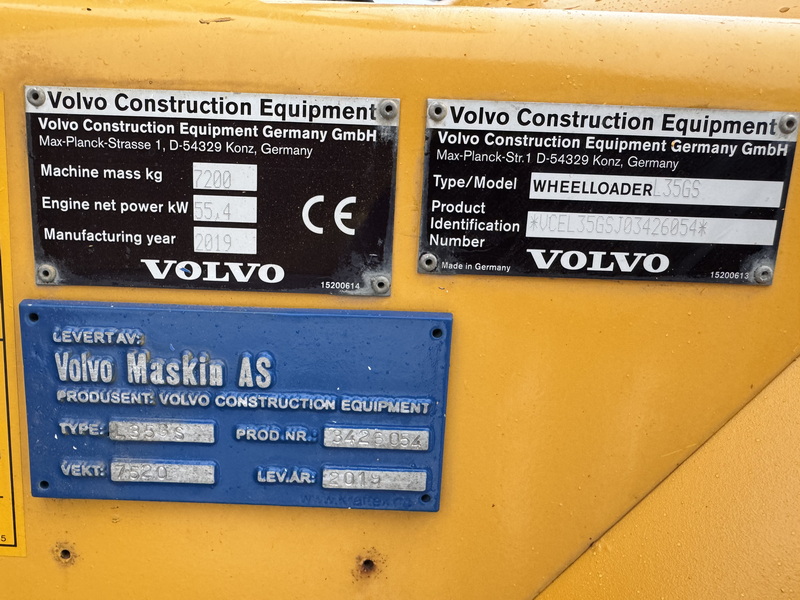 Volvo Construction Equipment
Volvo Construction Equipment Germany GmbH
Max-Planck-Strasse 1, D-54329 Konz, Germany
Machine mass kg 7200
Engine net power kW 55,4
Manufacturing year 2019
CE
VOLVO
15200614
Volvo Construction Equipment
Volvo Construction Equipment Germany GmbH
Max-Planck-Str.1 D-54329 Konz, Germany
Type/Model WHEELLOADER L35GS
Product
Identification
Number *VCEL35GSJ03426054*
Made in Germany
VOLVO
15200613
LEVERT AV:
Volvo Maskin AS
PRODUSENT: VOLVO CONSTRUCTION EQUIPMENT
TYPE: L35GS PROD.NR.: 3426054
VEKT: 7520 LEV.ÅR: 2019
5